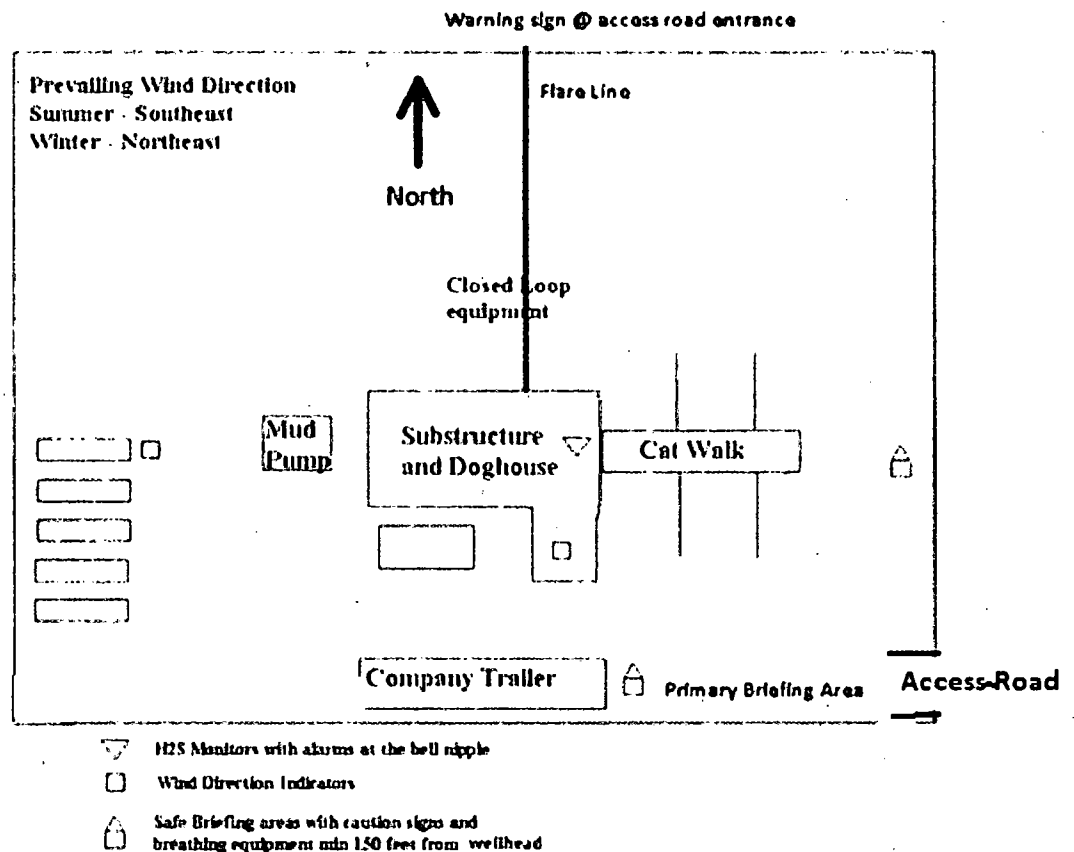 Warning sign @ access road entrance
Prevailing Wind Direction
Summer - Southeast
Winter - Northeast
Flare Line
North
Closed Loop
equipment
Mud
Pump
Substructure
and Doghouse
Cat Walk
Company Trailer
Primary Briefing Area
Access Road
H2S Monitors with alarms at the bell nipple
Wind Direction Indicators
Safe Briefing areas with caution signs and
breathing equipment min 150 feet from wellhead